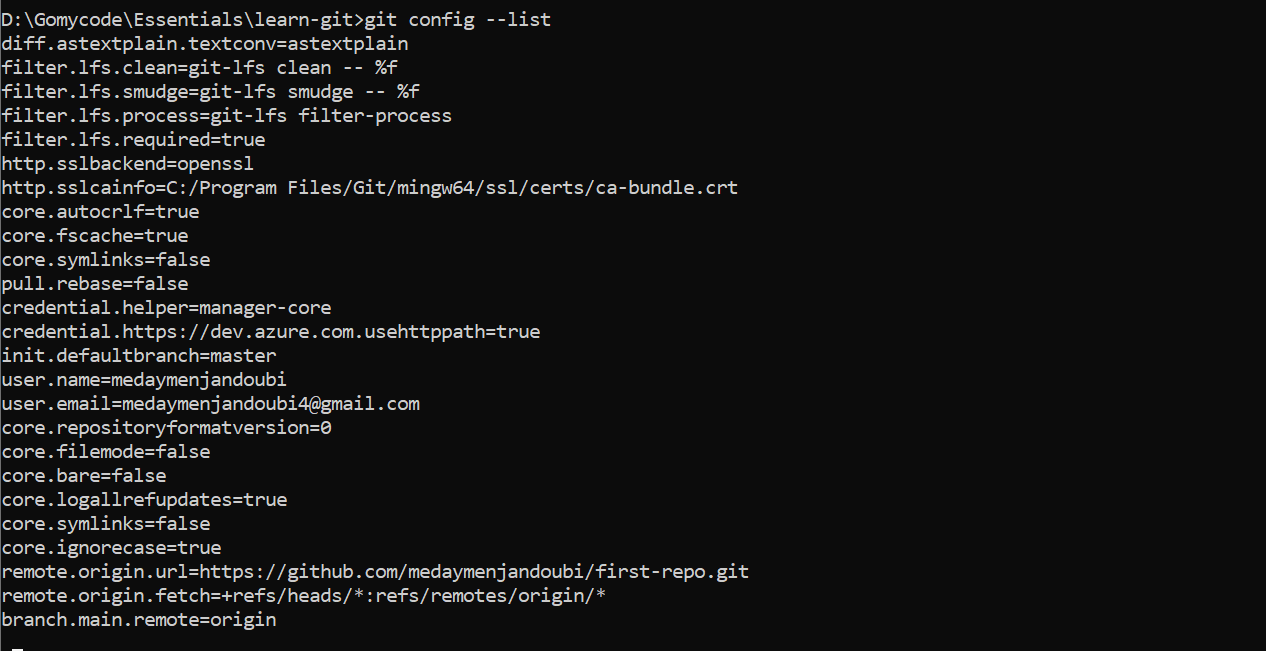 D:\Gomycode\Essentials\learn-git>git config --list
diff.astextplain.textconv=astextplain
filter.lfs.clean=git-lfs clean -- %f
filter.lfs.smudge=git-lfs smudge -- %f
filter.lfs.process=git-lfs filter-process
filter.lfs.required=true
http.sslbackend=openssl
http.sslcainfo=C:/Program Files/Git/mingw64/ssl/certs/ca-bundle.crt
core.autocrlf=true
core.fscache=true
core.symlinks=false
pull.rebase=false
credential.helper=manager-core
credential.https://dev.azure.com.usehttppath=true
init.defaultbranch=master
user.name=medaymenjandoubi
user.email=medaymenjandoubi4@gmail.com
core.repositoryformatversion=0
core.filemode=false
core.bare=false
core.logallrefupdates=true
core.symlinks=false
core.ignorecase=true
remote.origin.url=https://github.com/medaymenjandoubi/first-repo.git
remote.origin.fetch=+refs/heads/*:refs/remotes/origin/*
branch.main.remote=origin